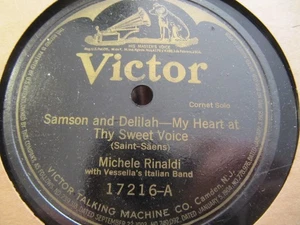 "HIS MASTER'S VOICE"
Victor
Cornet Solo
Samson and Delilah—My Heart at
Thy Sweet Voice
(Saint-Saëns)
Michele Rinaldi
with Vessella's Italian Band
17216-A
VICTOR TALKING MACHINE CO. Camden, N.J.